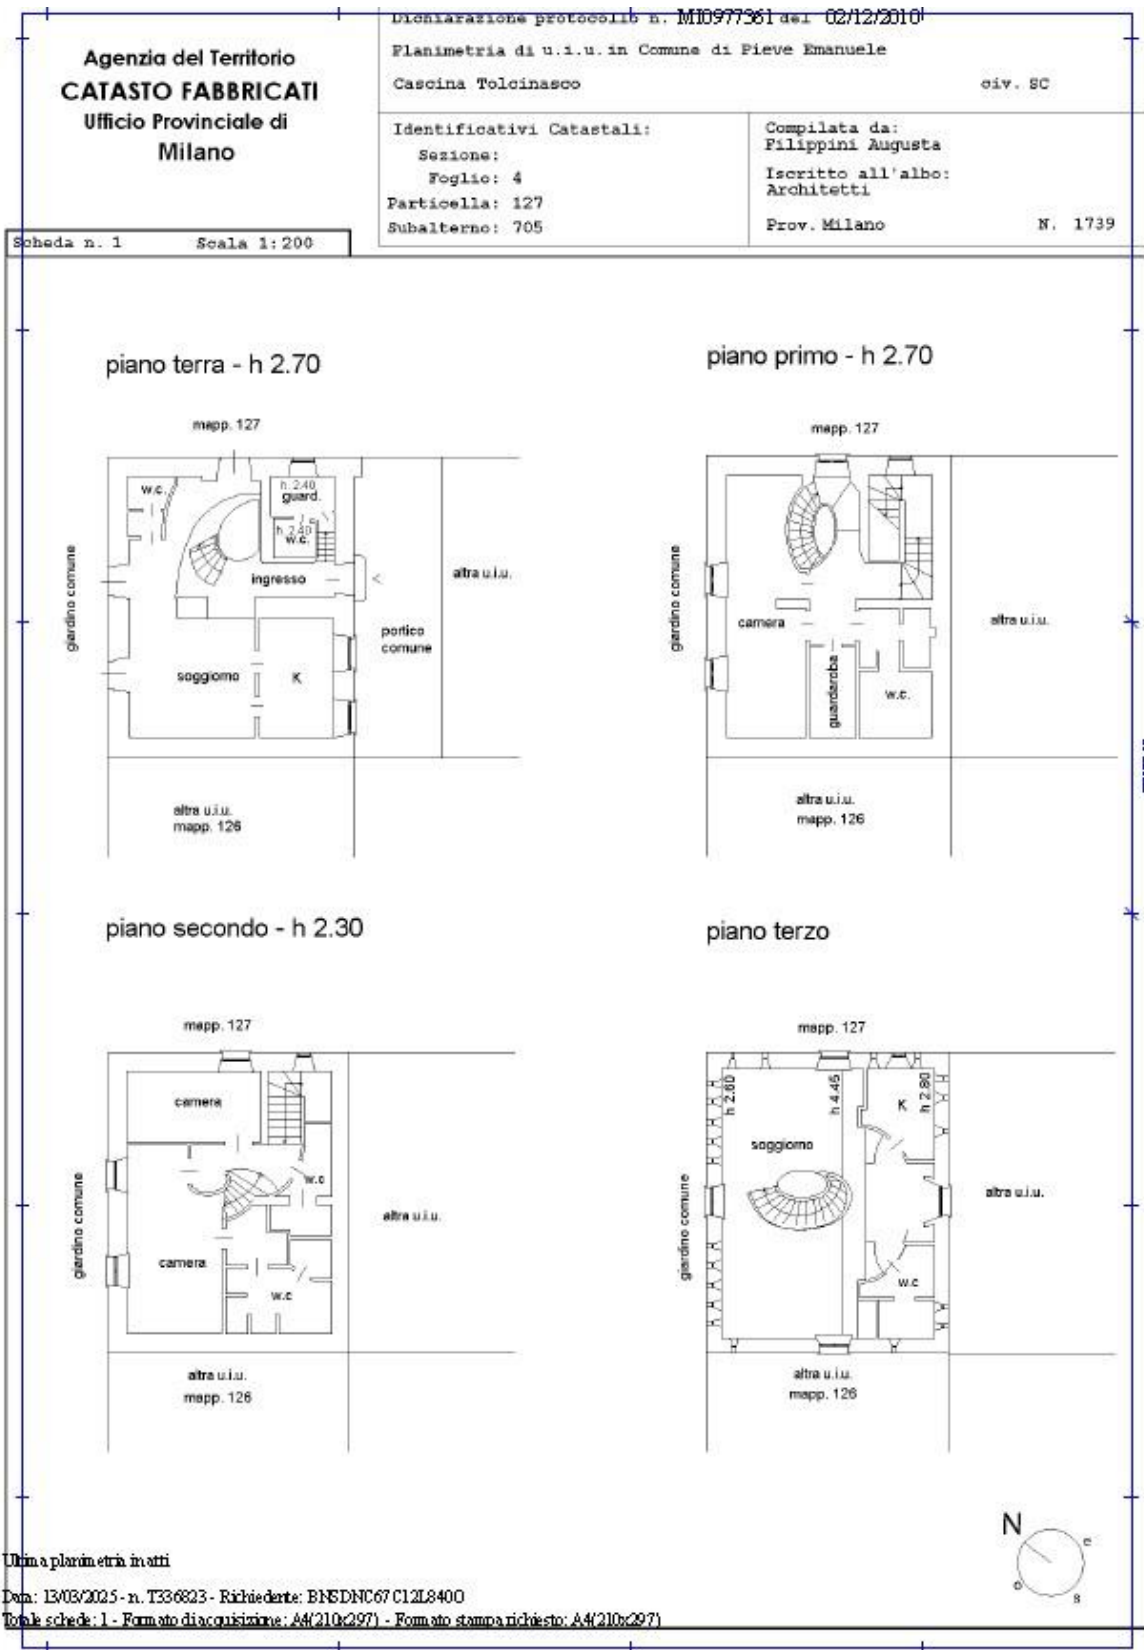 Dichiarazione protocollo n. MI0977361 del 02/12/2010
Planimetria di u.i.u. in Comune di Pieve Emanuele
Cascina Tolcinasco civ. SC
Agenzia del Territorio
CATASTO FABBRICATI
Ufficio Provinciale di
Milano
Identificativi Catastali:
Sezione:
Foglio: 4
Particella: 127
Subalterno: 705
Compilata da:
Filippini Augusta
Iscritto all'albo:
Architetti
Prov. Milano N. 1739
Scheda n. 1 Scala 1:200
piano terra - h 2.70
mapp. 127
w.c.
h. 2.40
guard.
h. 2.40
w.c.
ingresso
giardino comune
altra u.i.u.
portico
comune
soggiorno
K
altra u.i.u.
mapp. 126
piano primo - h 2.70
mapp. 127
giardino comune
camera
altra u.i.u.
guardaroba
w.c.
altra u.i.u.
mapp. 126
piano secondo - h 2.30
mapp. 127
camera
w.c
giardino comune
altra u.i.u.
camera
w.c
altra u.i.u.
mapp. 126
piano terzo
mapp. 127
h 2.60
h 4.45
h 2.80
K
soggiorno
giardino comune
altra u.i.u.
w.c
altra u.i.u.
mapp. 126
N
e
o
s
Ultima planimetria in atti
Data: 13/03/2025 - n. T336823 - Richiedente: BNSDNC67C12L840O
Totale schede: 1 - Formato di acquisizione: A4(210x297) - Formato stampa richiesto: A4(210x297)